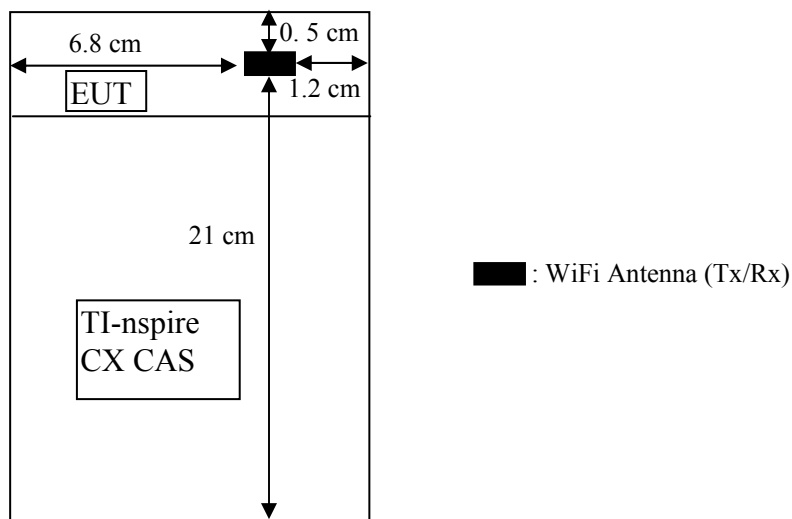 0. 5 cm
6.8 cm
EUT
1.2 cm
21 cm
: WiFi Antenna (Tx/Rx)
TI-nspire
CX CAS